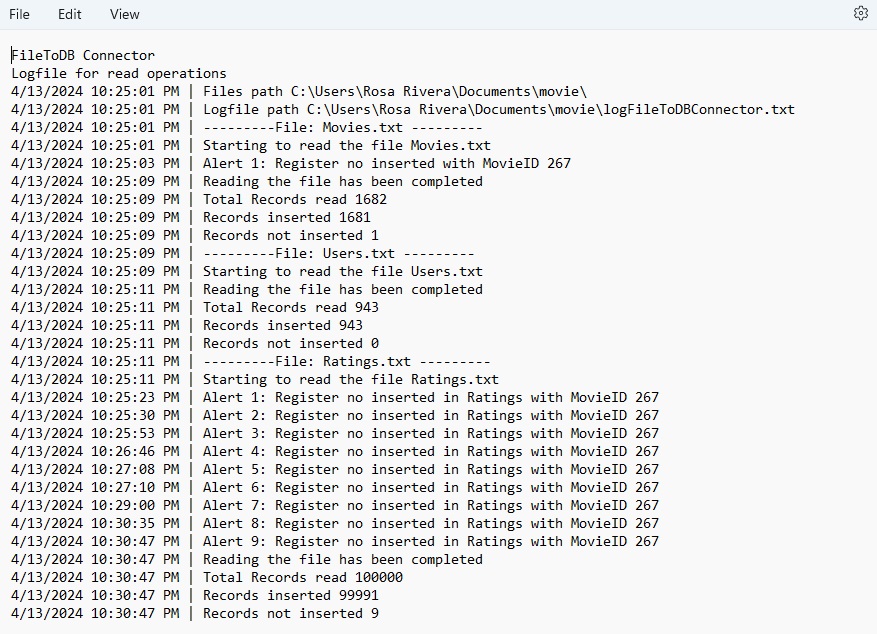 File Edit View
FileToDB Connector
Logfile for read operations
4/13/2024 10:25:01 PM | Files path C:\Users\Rosa Rivera\Documents\movie\
4/13/2024 10:25:01 PM | Logfile path C:\Users\Rosa Rivera\Documents\movie\logFileToDBConnector.txt
4/13/2024 10:25:01 PM | ---------File: Movies.txt ---------
4/13/2024 10:25:01 PM | Starting to read the file Movies.txt
4/13/2024 10:25:03 PM | Alert 1: Register no inserted with MovieID 267
4/13/2024 10:25:09 PM | Reading the file has been completed
4/13/2024 10:25:09 PM | Total Records read 1682
4/13/2024 10:25:09 PM | Records inserted 1681
4/13/2024 10:25:09 PM | Records not inserted 1
4/13/2024 10:25:09 PM | ---------File: Users.txt ---------
4/13/2024 10:25:09 PM | Starting to read the file Users.txt
4/13/2024 10:25:11 PM | Reading the file has been completed
4/13/2024 10:25:11 PM | Total Records read 943
4/13/2024 10:25:11 PM | Records inserted 943
4/13/2024 10:25:11 PM | Records not inserted 0
4/13/2024 10:25:11 PM | ---------File: Ratings.txt ---------
4/13/2024 10:25:11 PM | Starting to read the file Ratings.txt
4/13/2024 10:25:23 PM | Alert 1: Register no inserted in Ratings with MovieID 267
4/13/2024 10:25:30 PM | Alert 2: Register no inserted in Ratings with MovieID 267
4/13/2024 10:25:53 PM | Alert 3: Register no inserted in Ratings with MovieID 267
4/13/2024 10:26:46 PM | Alert 4: Register no inserted in Ratings with MovieID 267
4/13/2024 10:27:08 PM | Alert 5: Register no inserted in Ratings with MovieID 267
4/13/2024 10:27:10 PM | Alert 6: Register no inserted in Ratings with MovieID 267
4/13/2024 10:29:00 PM | Alert 7: Register no inserted in Ratings with MovieID 267
4/13/2024 10:30:35 PM | Alert 8: Register no inserted in Ratings with MovieID 267
4/13/2024 10:30:47 PM | Alert 9: Register no inserted in Ratings with MovieID 267
4/13/2024 10:30:47 PM | Reading the file has been completed
4/13/2024 10:30:47 PM | Total Records read 100000
4/13/2024 10:30:47 PM | Records inserted 99991
4/13/2024 10:30:47 PM | Records not inserted 9